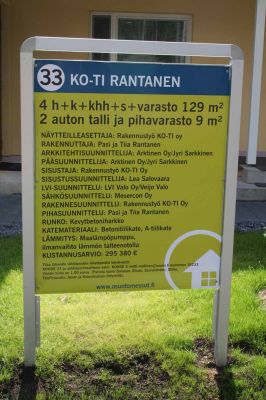 33 KO-TI RANTANEN
4 h+k+khh+s+varasto 129 m²
2 auton talli ja pihavarasto 9 m²
NÄYTTEILLEASETTAJA: Rakennustyö KO-TI oy
RAKENNUTTAJA: Pasi ja Tiia Rantanen
ARKKITEHTISUUNNITTELIJA: Arktinen Oy/Jyri Sarkkinen
PÄÄSUUNNITTELIJA: Arktinen Oy/Jyri Sarkkinen
SISUSTAJA: Rakennustyö KO-TI oy
SISUSTUSSUUNNITTELIJA: Lea Salovaara
LVI-SUUNNITTELU: LVI Valo Oy/Veijo Valo
SÄHKÖSUUNNITTELU: Mesercon Oy
RAKENNESUUNNITTELU: Rakennustyö KO-TI oy
PIHASUUNNITTELU: Pasi ja Tiia Rantanen
RUNKO: Kevytbetoniharkko
KATEMATERIAALI: Betonitiilikate, A-tiilikate
LÄMMITYS: Maalämpöpumppu,
ilmanvaihto lämmön talteenotolla
KUSTANNUSARVIO: 295 380 €
www.asuntomessut.fi